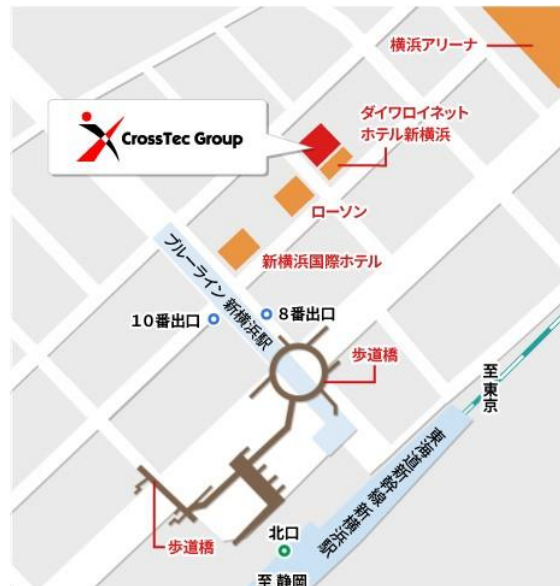 横浜アリーナ
ダイワロイネット
ホテル新横浜
CrossTec Group
ローソン
新横浜国際ホテル
ブルーライン 新横浜駅
10番出口
8番出口
歩道橋
至東京
東海道新幹線 新横浜駅
北口
歩道橋
至 静岡